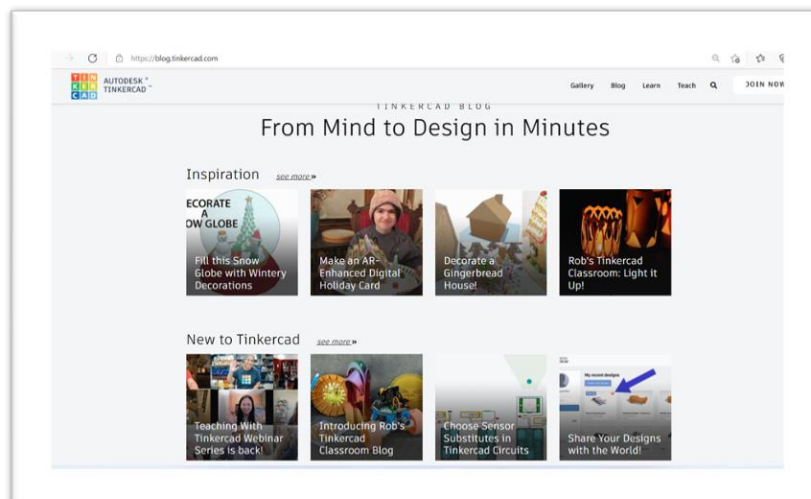 https://blog.tinkercad.com
TIN
KER
CAD
AUTODESK®
TINKERCAD™
Gallery Blog Learn Teach JOIN NOW
TINKERCAD BLOG
From Mind to Design in Minutes
Inspiration see more»
ECORATE
A
OW GLOBE
Fill this Snow
Globe with Wintery
Decorations
Make an AR-
Enhanced Digital
Holiday Card
Decorate a
Gingerbread
House!
Rob's Tinkercad
Classroom: Light it
Up!
New to Tinkercad see more»
Teaching With
Tinkercad Webinar
Series is back!
Introducing Rob's
Tinkercad
Classroom Blog
Choose Sensor
Substitutes in
Tinkercad Circuits
My recent designs
Share Your Designs
with the World!